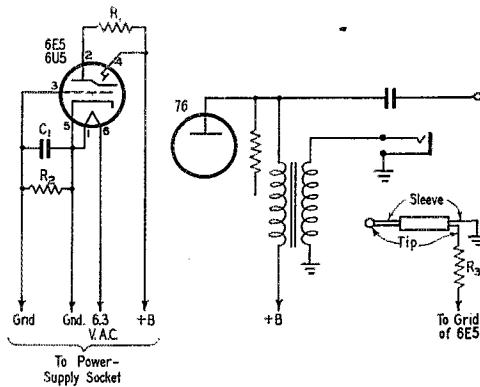 R1
6E5
6U5
2
4
3
5
1
6
C1
R2
Gnd
Gnd.
6.3
V.A.C.
+B
To Power-
Supply Socket
76
+B
Sleeve
Tip
R3
To Grid
of 6E5